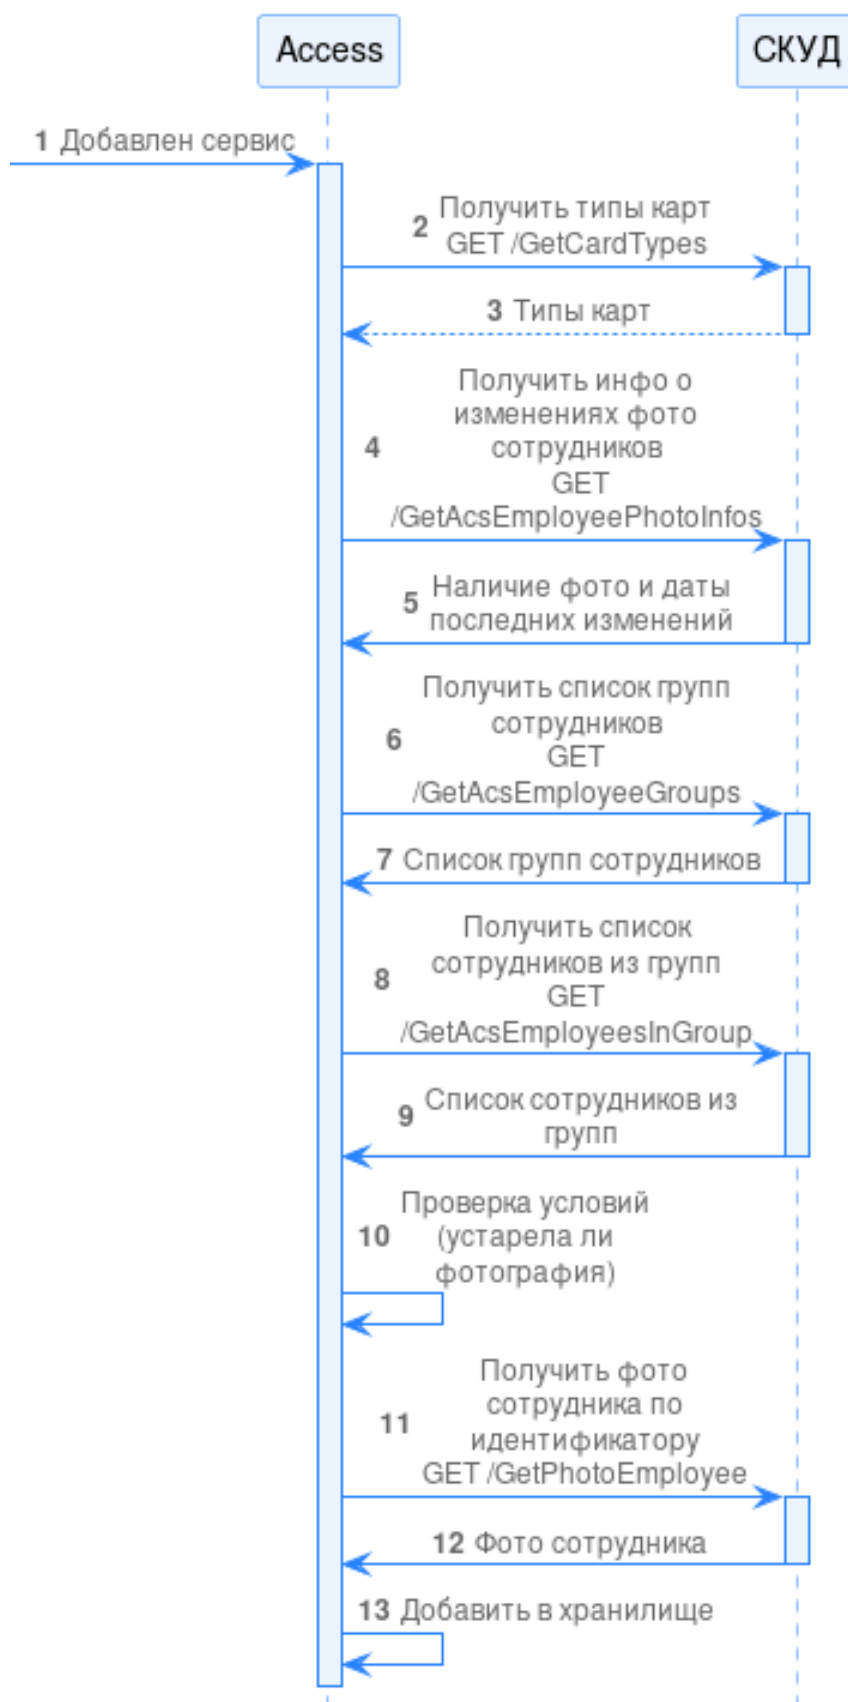 Access
СКУД
1 Добавлен сервис
Получить типы карт
2
GET /GetCardTypes
3 Типы карт
Получить инфо о
изменениях фото
4 сотрудников
GET
/GetAcsEmployeePhotoInfos
Наличие фото и даты
5
последних изменений
Получить список групп
сотрудников
6
GET
/GetAcsEmployeeGroups
7 Список групп сотрудников
Получить список
сотрудников из групп
8
GET
/GetAcsEmployeesInGroup
Список сотрудников из
9
групп
Проверка условий
10 (устарела ли
фотография)
Получить фото
сотрудника по
11
идентификатору
GET /GetPhotoEmployee
12 Фото сотрудника
13 Добавить в хранилище